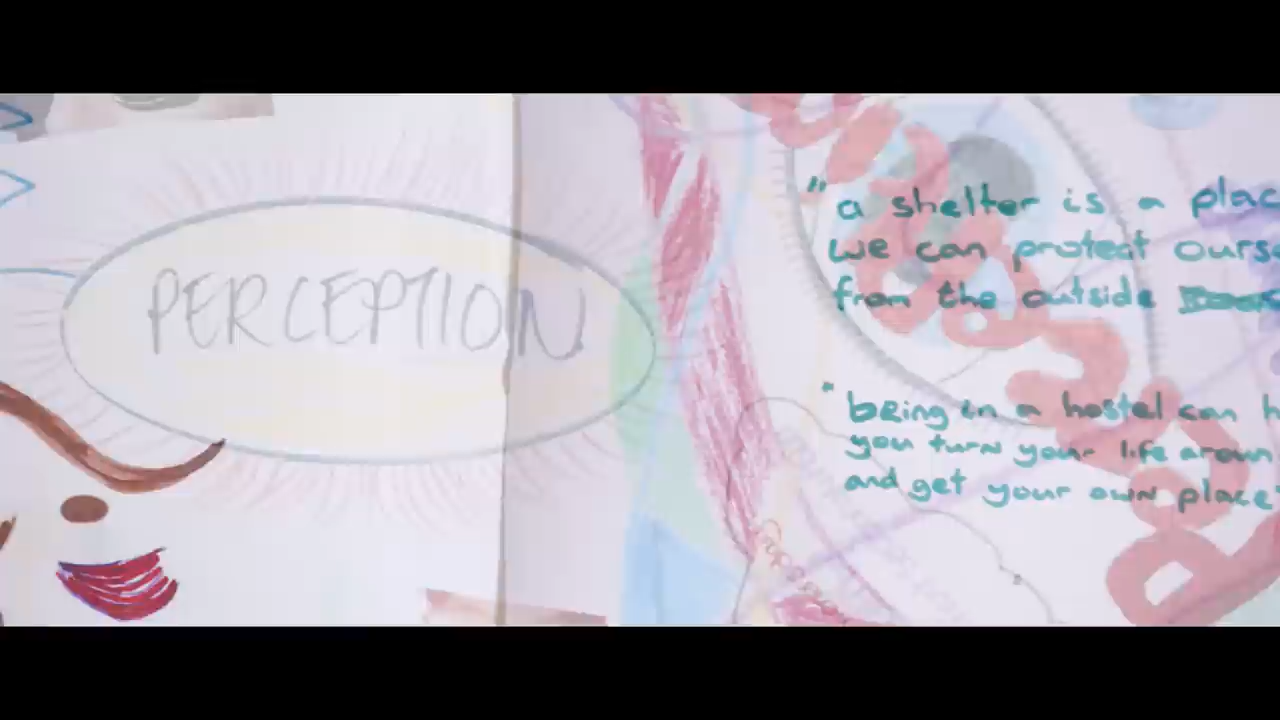 PERCEPTION
"a shelter is a plac
we can protect ourse
from the outside
"being in a hostel can h
you turn your life aroun
and get your own place"